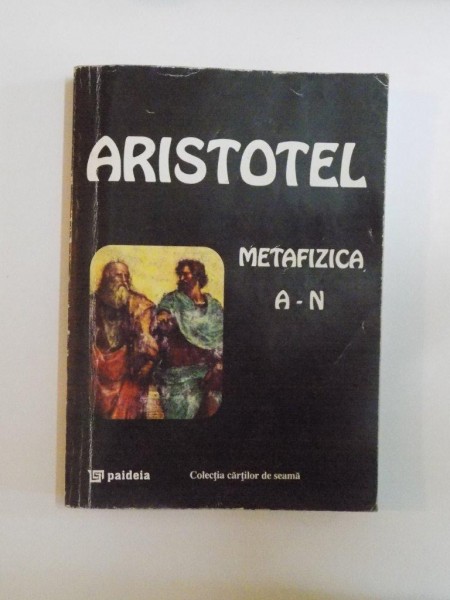 ARISTOTEL
METAFIZICA
A - N
paideia
Colecția cărților de seamă